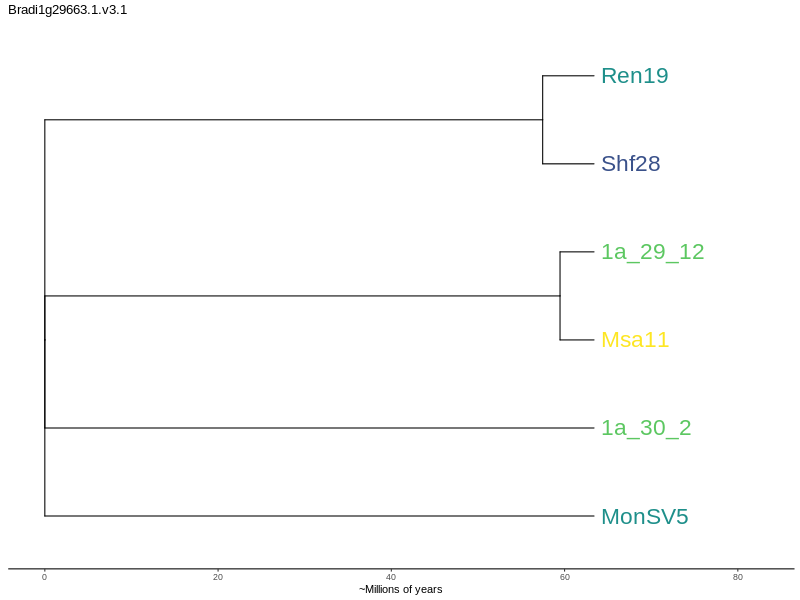 Bradi1g29663.1.v3.1
Ren19
Shf28
1a_29_12
Msa11
1a_30_2
MonSV5
0 20 40 60 80
~Millions of years